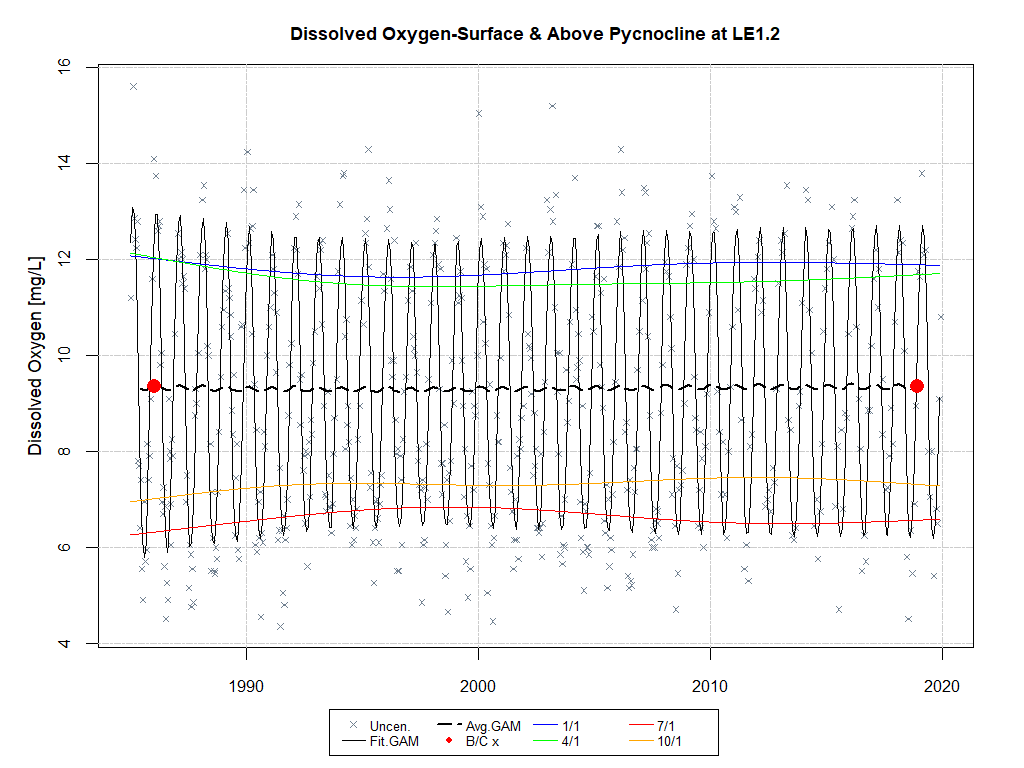 Dissolved Oxygen-Surface & Above Pycnocline at LE1.2
Dissolved Oxygen [mg/L]
16
14
12
10
8
6
4
1990 2000 2010 2020
Uncen. Avg.GAM 1/1 7/1
Fit.GAM B/C x 4/1 10/1